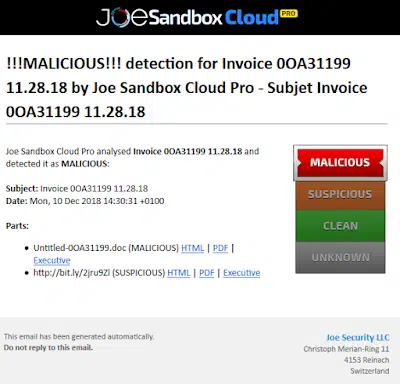 JOESandbox Cloud PRO
!!!MALICIOUS!!! detection for Invoice 0OA31199
11.28.18 by Joe Sandbox Cloud Pro - Subjet Invoice
0OA31199 11.28.18
Joe Sandbox Cloud Pro analysed Invoice 0OA31199 11.28.18 and
detected it as MALICIOUS:
MALICIOUS
SUSPICIOUS
CLEAN
UNKNOWN
Subject: Invoice 0OA31199 11.28.18
Date: Mon, 10 Dec 2018 14:30:31 +0100
Parts:
• Untitled-0OA31199.doc (MALICIOUS) HTML | PDF |
Executive
• http://bit.ly/2jru9Zl (SUSPICIOUS) HTML | PDF | Executive
This email has been generated automatically.
Do not reply to this email.
Joe Security LLC
Christoph Merian-Ring 11
4153 Reinach
Switzerland